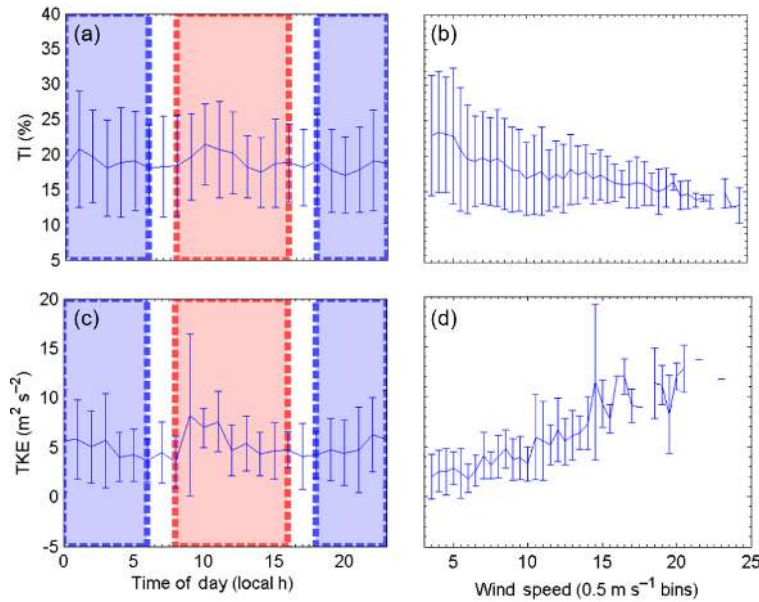 (a)
(b)
40
35
30
25
20
15
10
5
TI (%)
(c)
(d)
20
15
10
5
0
-5
TKE (m² s⁻²)
0 5 10 15 20
Time of day (local h)
5 10 15 20 25
Wind speed (0.5 m s⁻¹ bins)